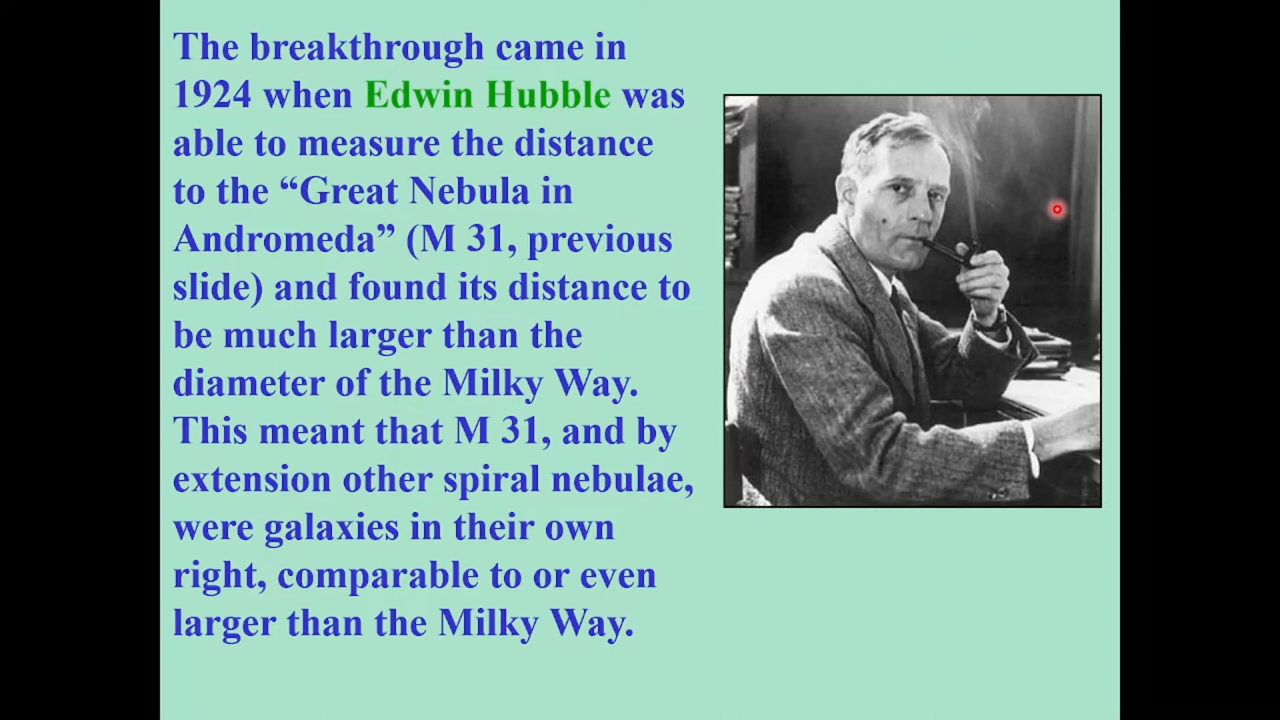 The breakthrough came in
1924 when Edwin Hubble was
able to measure the distance
to the “Great Nebula in
Andromeda” (M 31, previous
slide) and found its distance to
be much larger than the
diameter of the Milky Way.
This meant that M 31, and by
extension other spiral nebulae,
were galaxies in their own
right, comparable to or even
larger than the Milky Way.